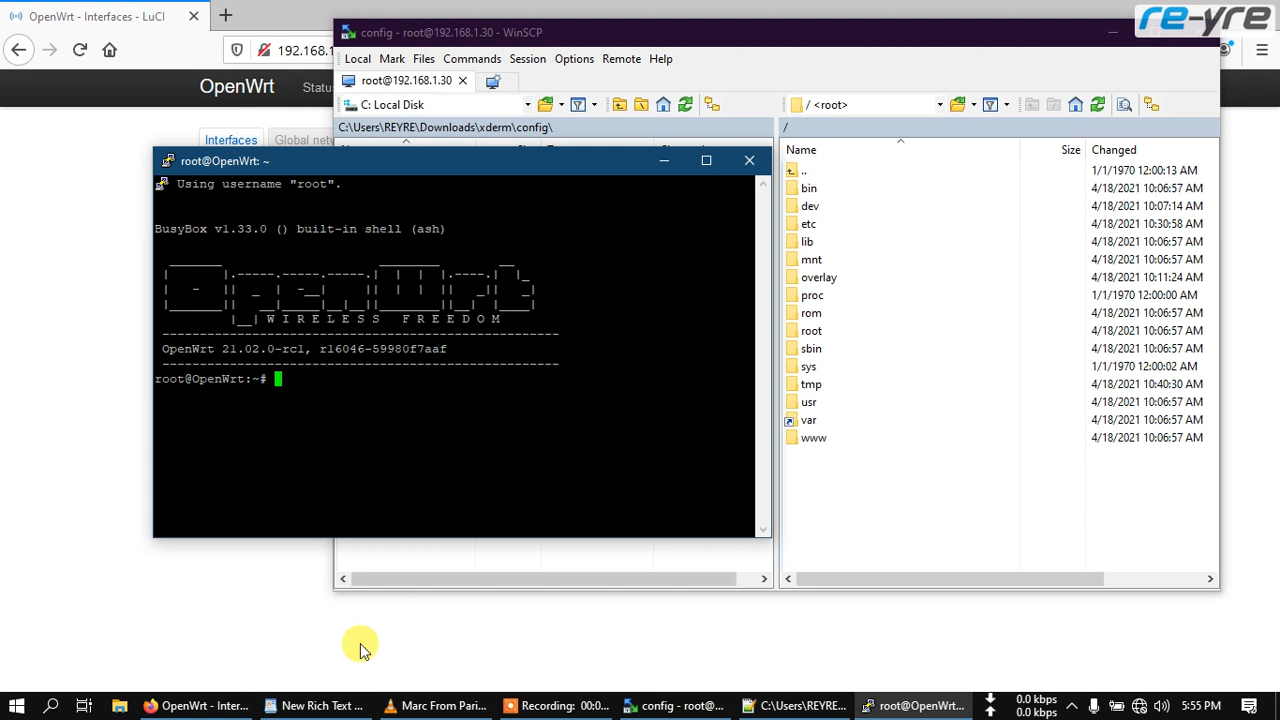 OpenWrt - Interfaces - LuCI
re-yre
192.168.1
OpenWrt
Status
Interfaces
Global net
config - root@192.168.1.30 - WinSCP
Local Mark Files Commands Session Options Remote Help
root@192.168.1.30
C: Local Disk
/ <root>
C:\Users\REYRE\Downloads\xderm\config\
/
Name Size Changed
.. 1/1/1970 12:00:13 AM
bin 4/18/2021 10:06:57 AM
dev 4/18/2021 10:07:14 AM
etc 4/18/2021 10:30:58 AM
lib 4/18/2021 10:06:57 AM
mnt 4/18/2021 10:06:57 AM
overlay 4/18/2021 10:11:24 AM
proc 1/1/1970 12:00:00 AM
rom 4/18/2021 10:06:57 AM
root 4/18/2021 10:06:57 AM
sbin 4/18/2021 10:06:57 AM
sys 1/1/1970 12:00:02 AM
tmp 4/18/2021 10:40:30 AM
usr 4/18/2021 10:06:57 AM
var 4/18/2021 10:06:57 AM
www 4/18/2021 10:06:57 AM
root@OpenWrt: ~
Using username "root".
BusyBox v1.33.0 () built-in shell (ash)
OpenWrt
W I R E L E S S F R E E D O M
OpenWrt 21.02.0-rc1, r16046-59980f7aaf
root@OpenWrt:~#
OpenWrt - Inter...
New Rich Text ...
Marc From Pari...
Recording: 00:0...
config - root@...
C:\Users\REYRE...
root@OpenWrt...
0.0 kbps
0.0 kbps
5:55 PM